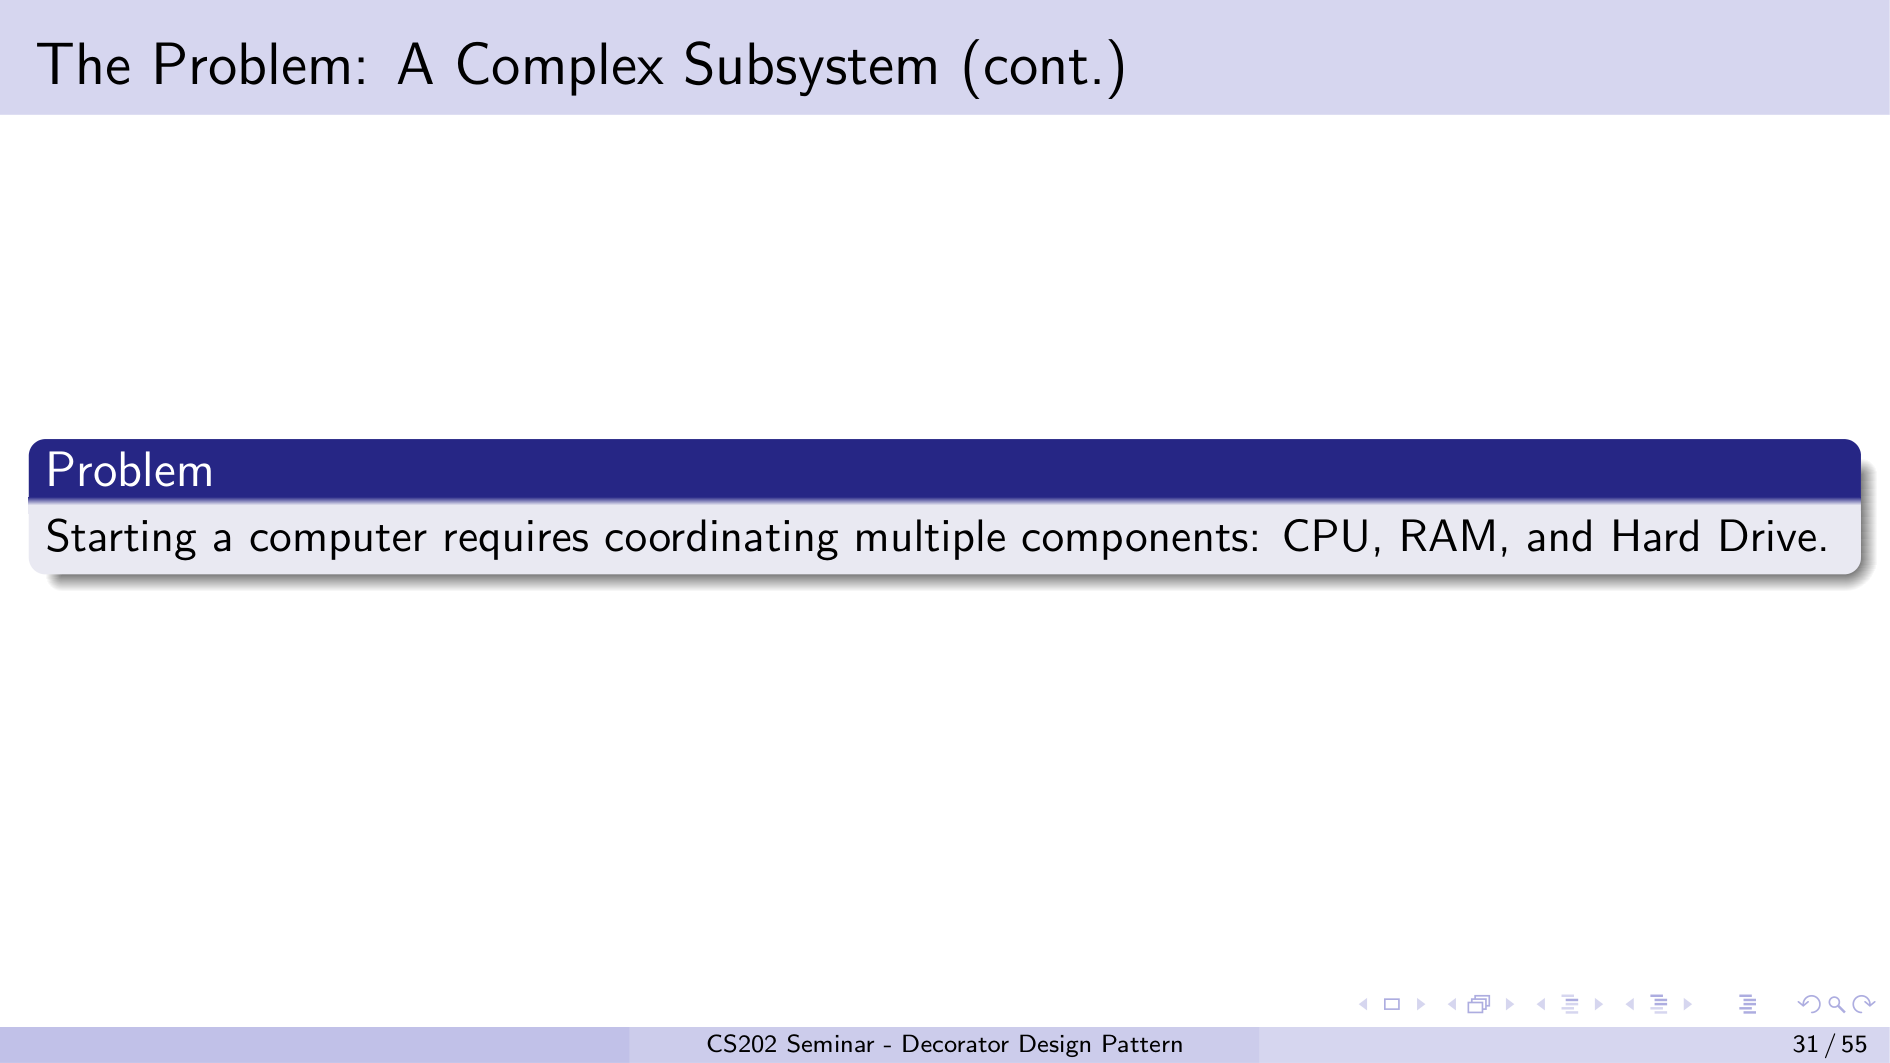 The Problem: A Complex Subsystem (cont.)
Problem
Starting a computer requires coordinating multiple components: CPU, RAM, and Hard Drive.
CS202 Seminar - Decorator Design Pattern
31 / 55